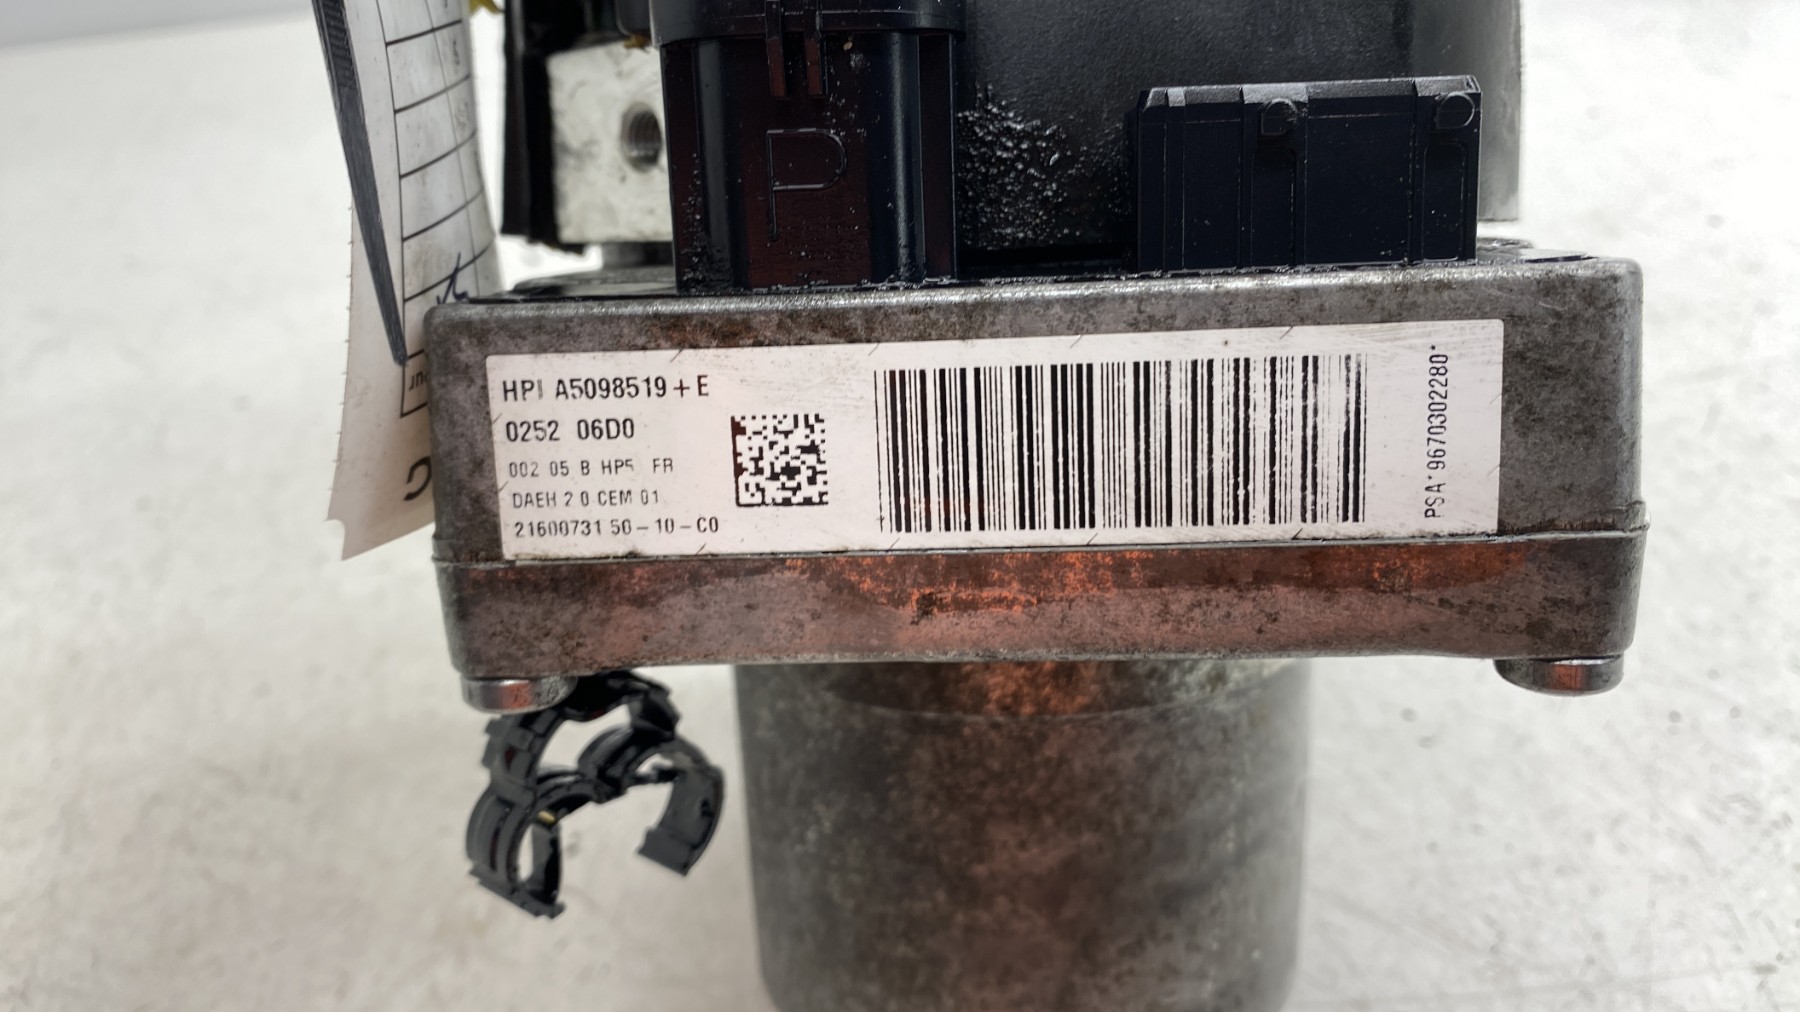 P
HPI A5098519+E
0252 06D0
002 05 B HP5 FR
DAEH 2 0 CEM 01
21600731 50-10-C0
PSA* 9670302280*